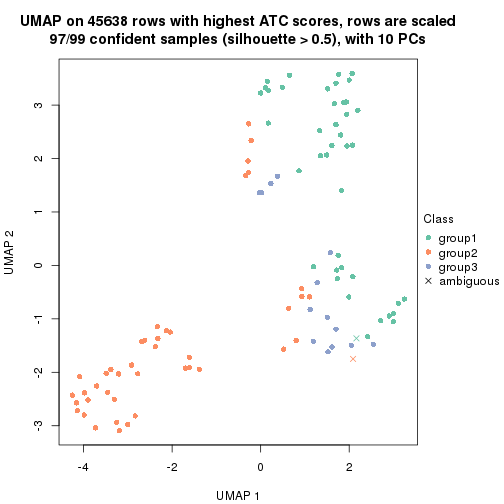 UMAP on 45638 rows with highest ATC scores, rows are scaled
97/99 confident samples (silhouette > 0.5), with 10 PCs
3
2
1
0
-1
-2
-3
UMAP 2
-4
-2
0
2
UMAP 1
Class
group1
group2
group3
ambiguous